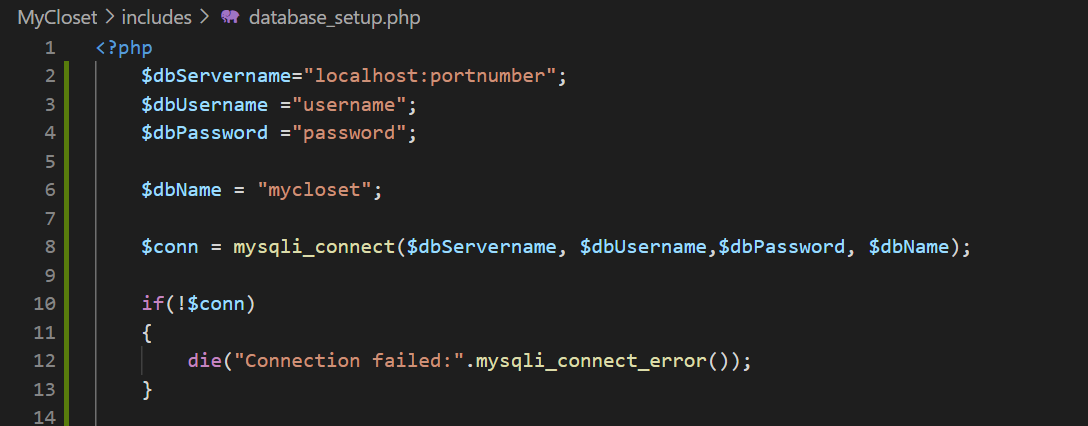 MyCloset > includes > database_setup.php
1 <?php
2 $dbServername="localhost:portnumber";
3 $dbUsername ="username";
4 $dbPassword ="password";
5
6 $dbName = "mycloset";
7
8 $conn = mysqli_connect($dbServername, $dbUsername,$dbPassword, $dbName);
9
10 if(!$conn)
11 {
12 die("Connection failed:".mysqli_connect_error());
13 }
14